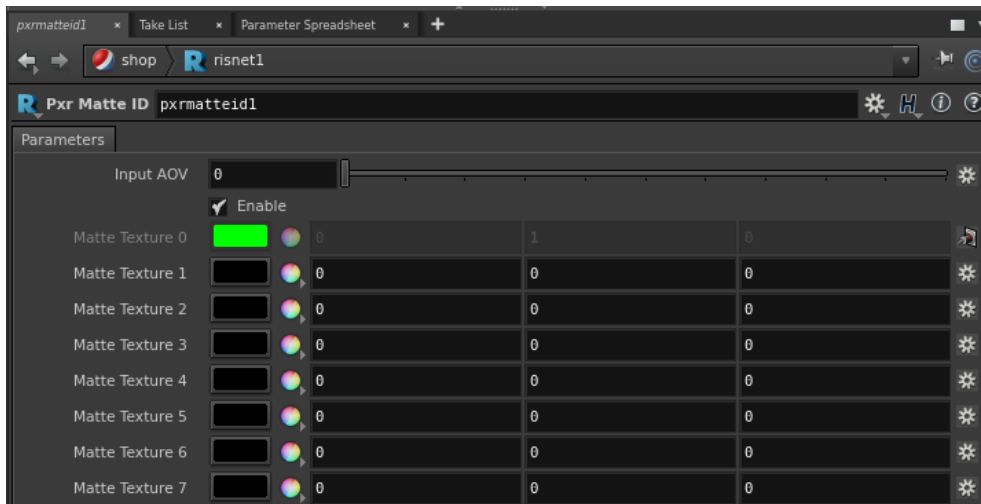 pxrmatteid1 × Take List × Parameter Spreadsheet × +
shop risnet1
Pxr Matte ID pxrmatteid1
Parameters
Input AOV 0
Enable
Matte Texture 0 0 1 0
Matte Texture 1 0 0 0
Matte Texture 2 0 0 0
Matte Texture 3 0 0 0
Matte Texture 4 0 0 0
Matte Texture 5 0 0 0
Matte Texture 6 0 0 0
Matte Texture 7 0 0 0